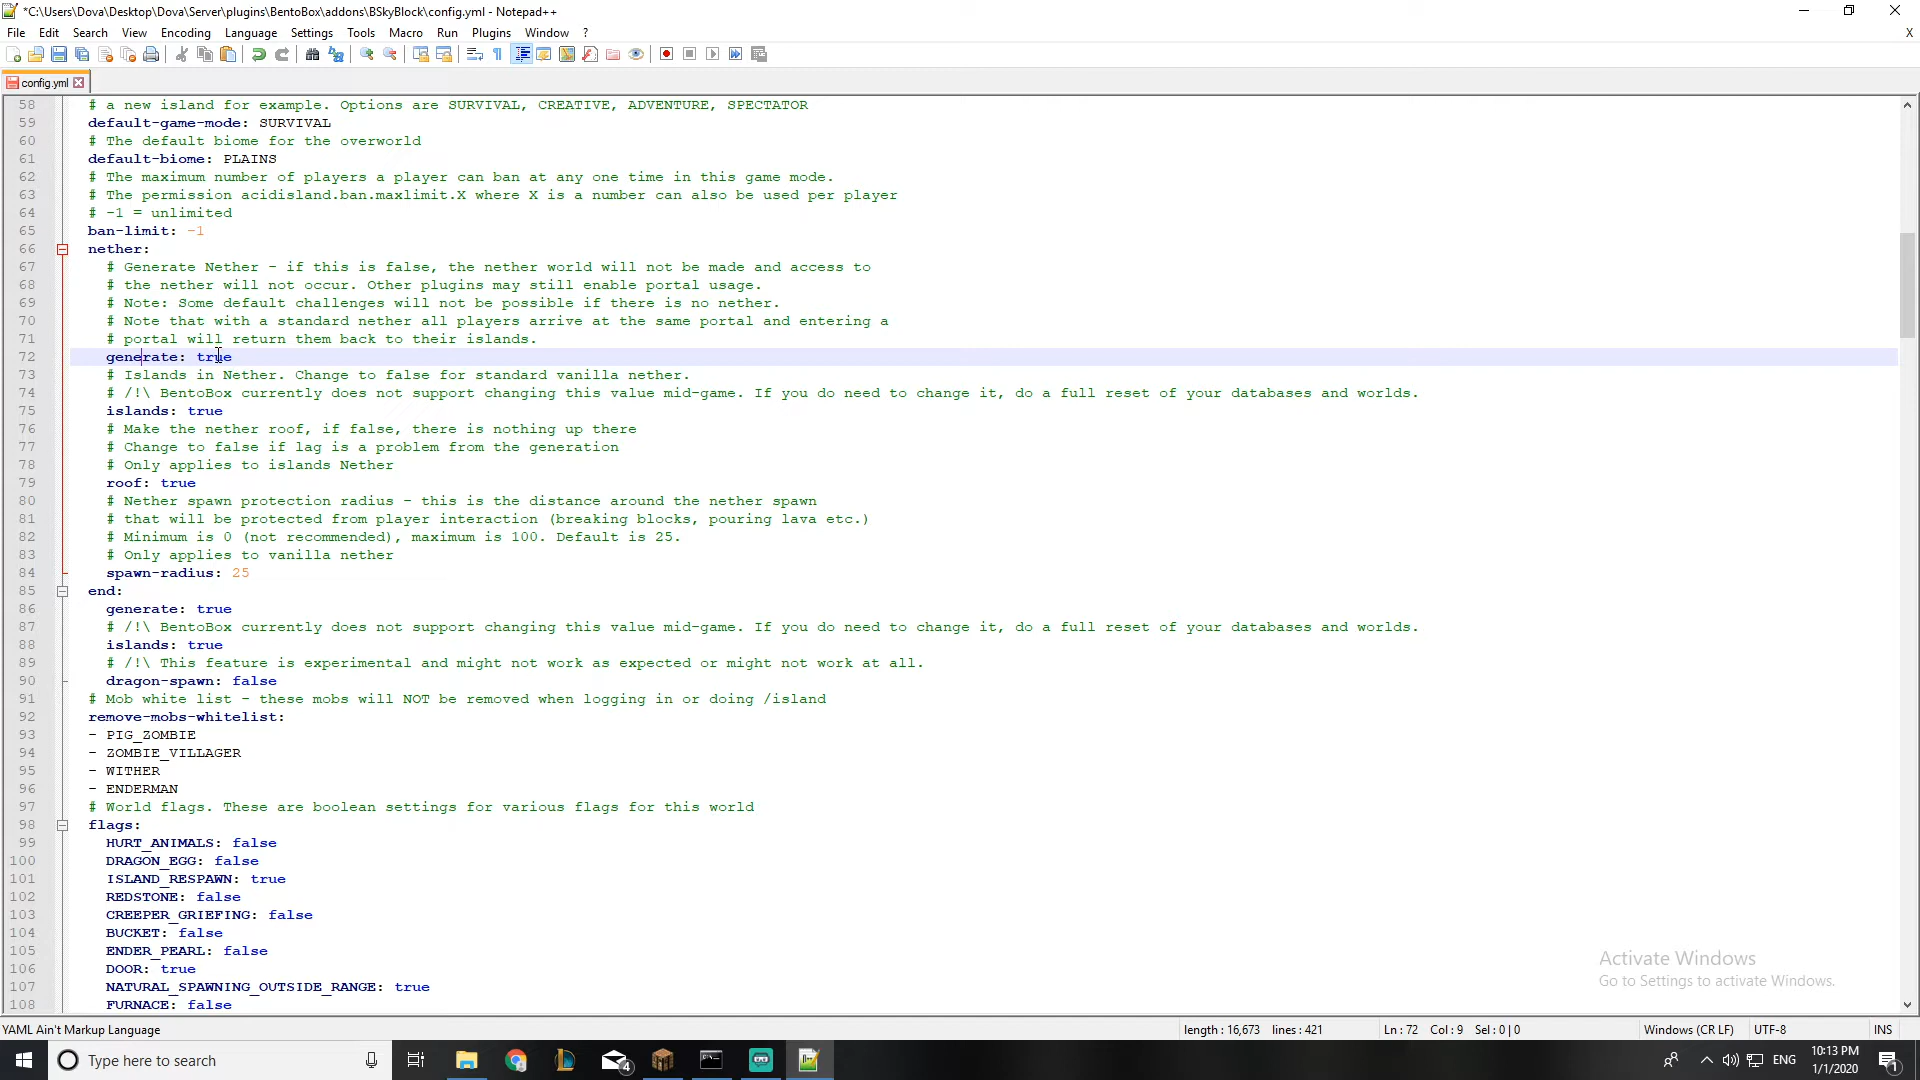 *C:\Users\Dova\Desktop\Dova\Server\plugins\BentoBox\addons\BSkyBlock\config.yml - Notepad++
File Edit Search View Encoding Language Settings Tools Macro Run Plugins Window ? X
config.yml
58 # a new island for example. Options are SURVIVAL, CREATIVE, ADVENTURE, SPECTATOR
59 default-game-mode: SURVIVAL
60 # The default biome for the overworld
61 default-biome: PLAINS
62 # The maximum number of players a player can ban at any one time in this game mode.
63 # The permission acidisland.ban.maxlimit.X where X is a number can also be used per player
64 # -1 = unlimited
65 ban-limit: -1
66 nether:
67 # Generate Nether - if this is false, the nether world will not be made and access to
68 # the nether will not occur. Other plugins may still enable portal usage.
69 # Note: Some default challenges will not be possible if there is no nether.
70 # Note that with a standard nether all players arrive at the same portal and entering a
71 # portal will return them back to their islands.
72 generate: true
73 # Islands in Nether. Change to false for standard vanilla nether.
74 # /!\ BentoBox currently does not support changing this value mid-game. If you do need to change it, do a full reset of your databases and worlds.
75 islands: true
76 # Make the nether roof, if false, there is nothing up there
77 # Change to false if lag is a problem from the generation
78 # Only applies to islands Nether
79 roof: true
80 # Nether spawn protection radius - this is the distance around the nether spawn
81 # that will be protected from player interaction (breaking blocks, pouring lava etc.)
82 # Minimum is 0 (not recommended), maximum is 100. Default is 25.
83 # Only applies to vanilla nether
84 spawn-radius: 25
85 end:
86 generate: true
87 # /!\ BentoBox currently does not support changing this value mid-game. If you do need to change it, do a full reset of your databases and worlds.
88 islands: true
89 # /!\ This feature is experimental and might not work as expected or might not work at all.
90 dragon-spawn: false
91 # Mob white list - these mobs will NOT be removed when logging in or doing /island
92 remove-mobs-whitelist:
93 - PIG_ZOMBIE
94 - ZOMBIE_VILLAGER
95 - WITHER
96 - ENDERMAN
97 # World flags. These are boolean settings for various flags for this world
98 flags:
99 HURT_ANIMALS: false
100 DRAGON_EGG: false
101 ISLAND_RESPAWN: true
102 REDSTONE: false
103 CREEPER_GRIEFING: false
104 BUCKET: false
105 ENDER_PEARL: false
106 DOOR: true
107 NATURAL_SPAWNING_OUTSIDE_RANGE: true
108 FURNACE: false
Activate Windows
Go to Settings to activate Windows.
YAML Ain't Markup Language length : 16,673 lines : 421 Ln : 72 Col : 9 Sel : 0 | 0 Windows (CR LF) UTF-8 INS
Type here to search 4 ENG 10:13 PM 1
1/1/2020